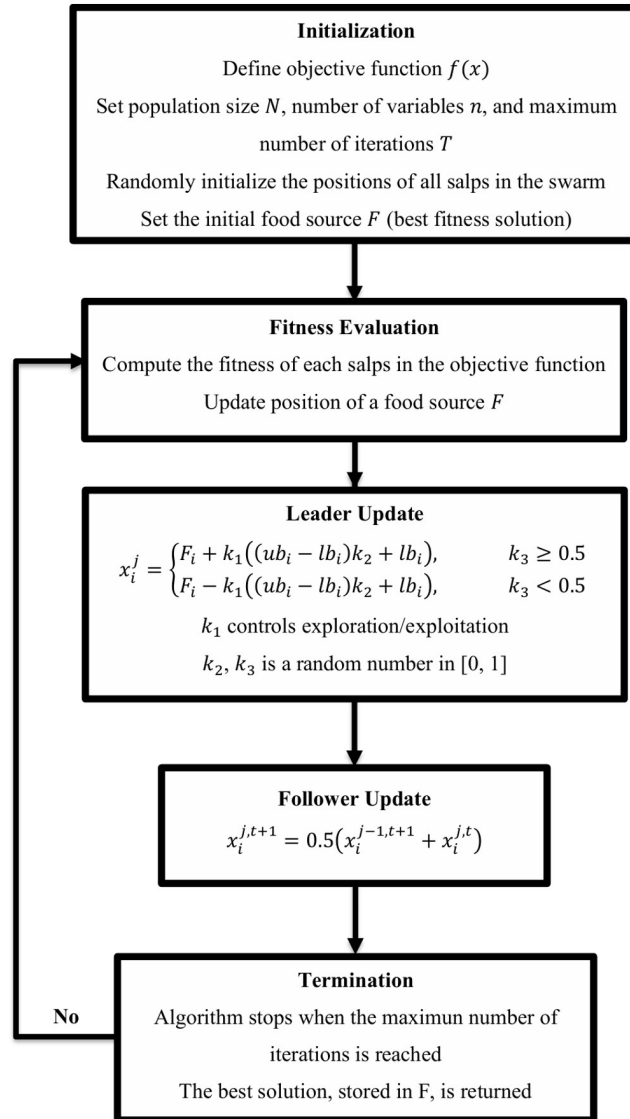 Initialization
Define objective function f(x)
Set population size N, number of variables n, and maximum
number of iterations T
Randomly initialize the positions of all salps in the swarm
Set the initial food source F (best fitness solution)
Fitness Evaluation
Compute the fitness of each salps in the objective function
Update position of a food source F
Leader Update
x_i^j = { F_i + k_1((ub_i − lb_i)k_2 + lb_i), k_3 ≥ 0.5
F_i − k_1((ub_i − lb_i)k_2 + lb_i), k_3 < 0.5
k_1 controls exploration/exploitation
k_2, k_3 is a random number in [0, 1]
Follower Update
x_i^{j,t+1} = 0.5(x_i^{j−1,t+1} + x_i^{j,t})
Termination
No
Algorithm stops when the maximun number of
iterations is reached
The best solution, stored in F, is returned